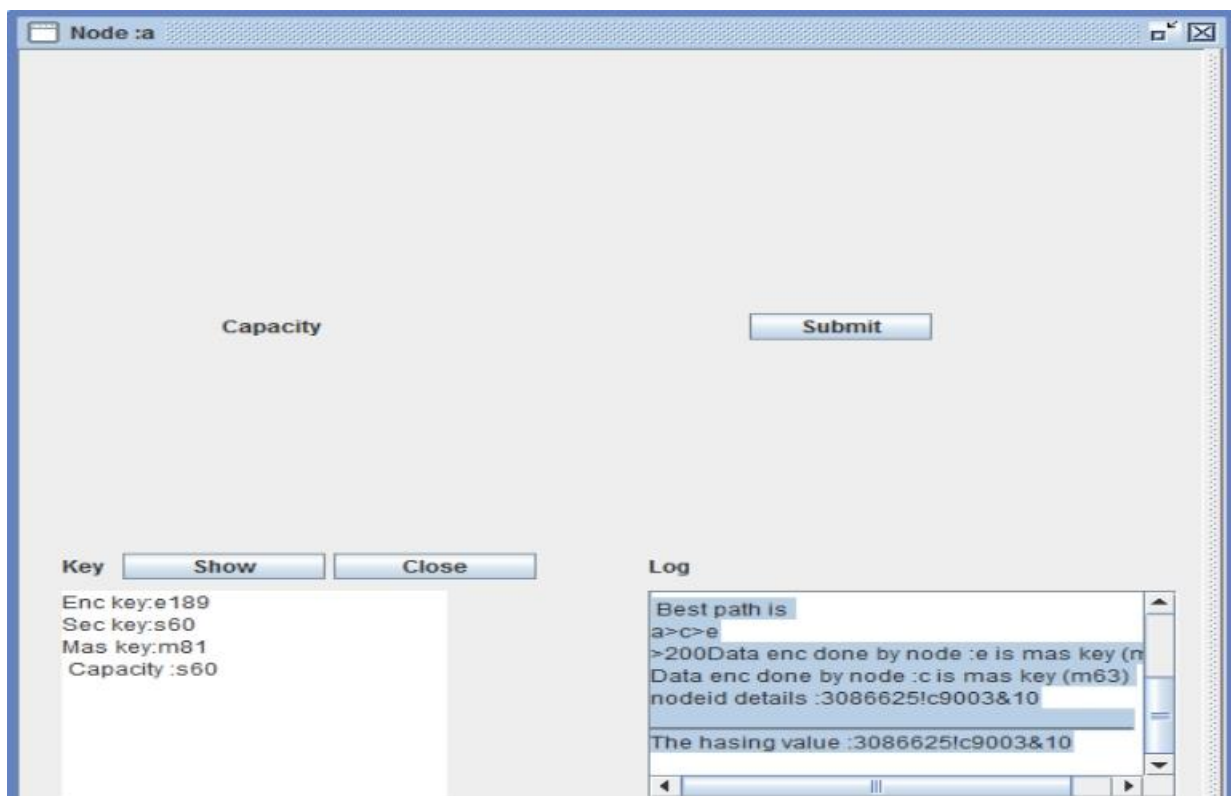 Node :a
Capacity
Submit
Key
Show
Close
Enc key:e189
Sec key:s60
Mas key:m81
Capacity :s60
Log
Best path is
a>c>e
>200Data enc done by node :e is mas key (m
Data enc done by node :c is mas key (m63)
nodeid details :3086625!c9003&10
The hasing value :3086625!c9003&10